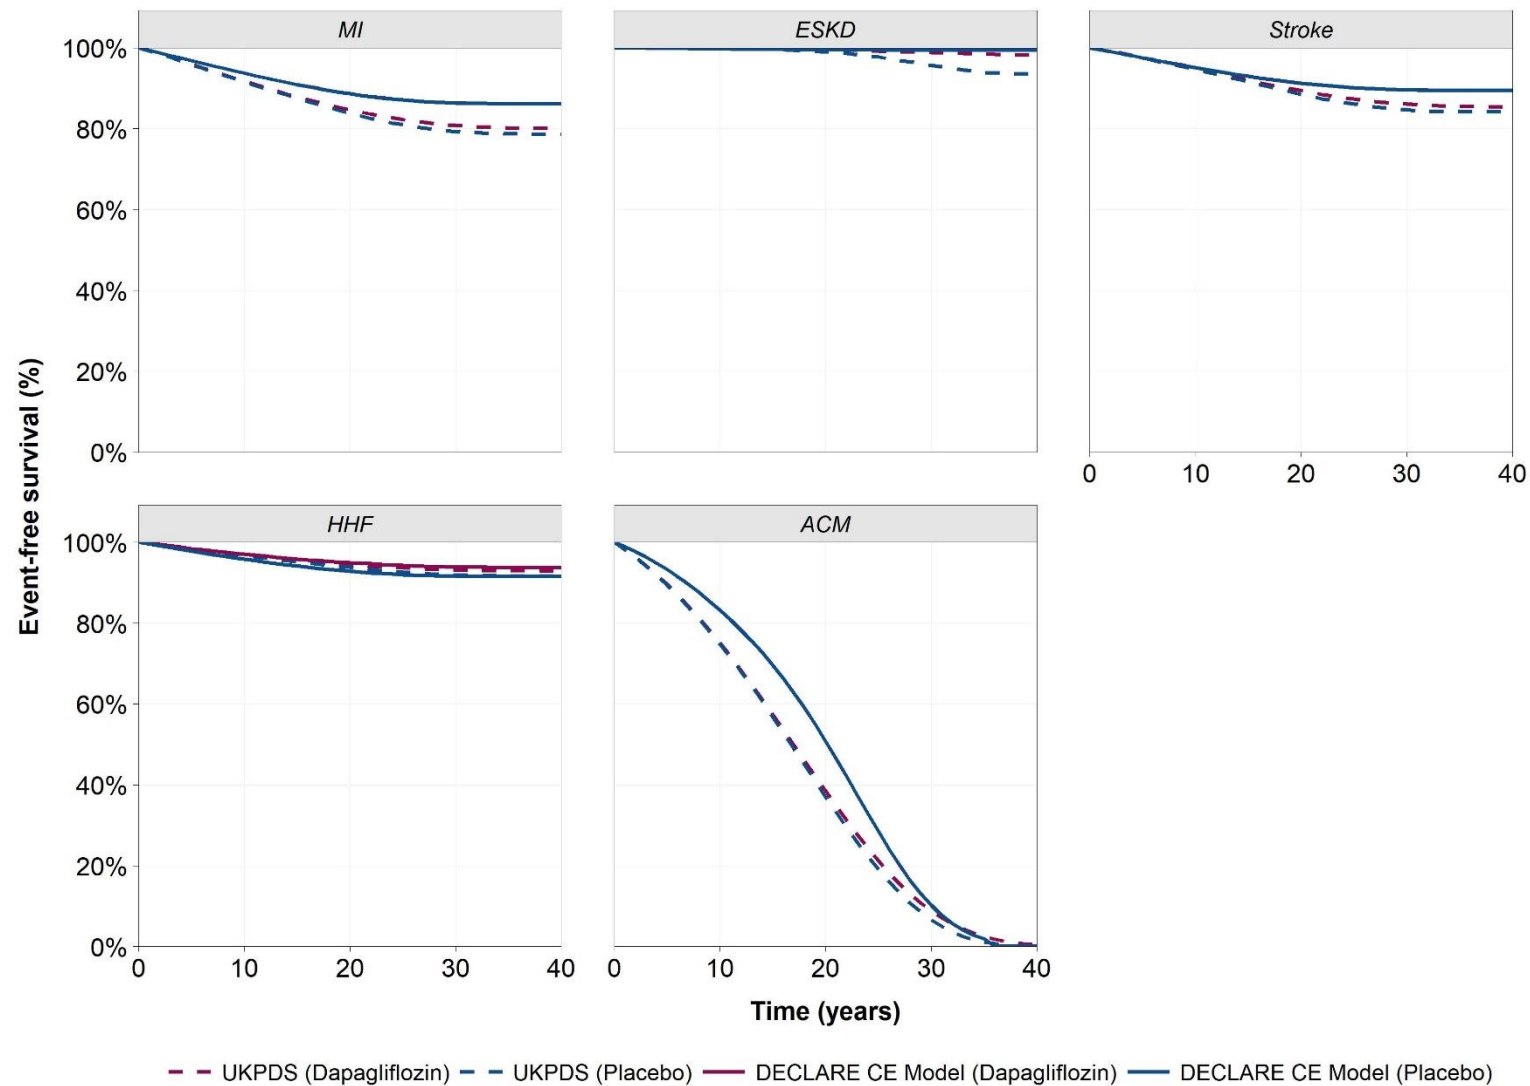 MI
ESKD
Stroke
100%
80%
60%
40%
20%
0%
0 10 20 30 40
HHF
ACM
100%
80%
60%
40%
20%
0%
0 10 20 30 40
0 10 20 30 40
Event-free survival (%)
Time (years)
UKPDS (Dapagliflozin) UKPDS (Placebo) DECLARE CE Model (Dapagliflozin) DECLARE CE Model (Placebo)